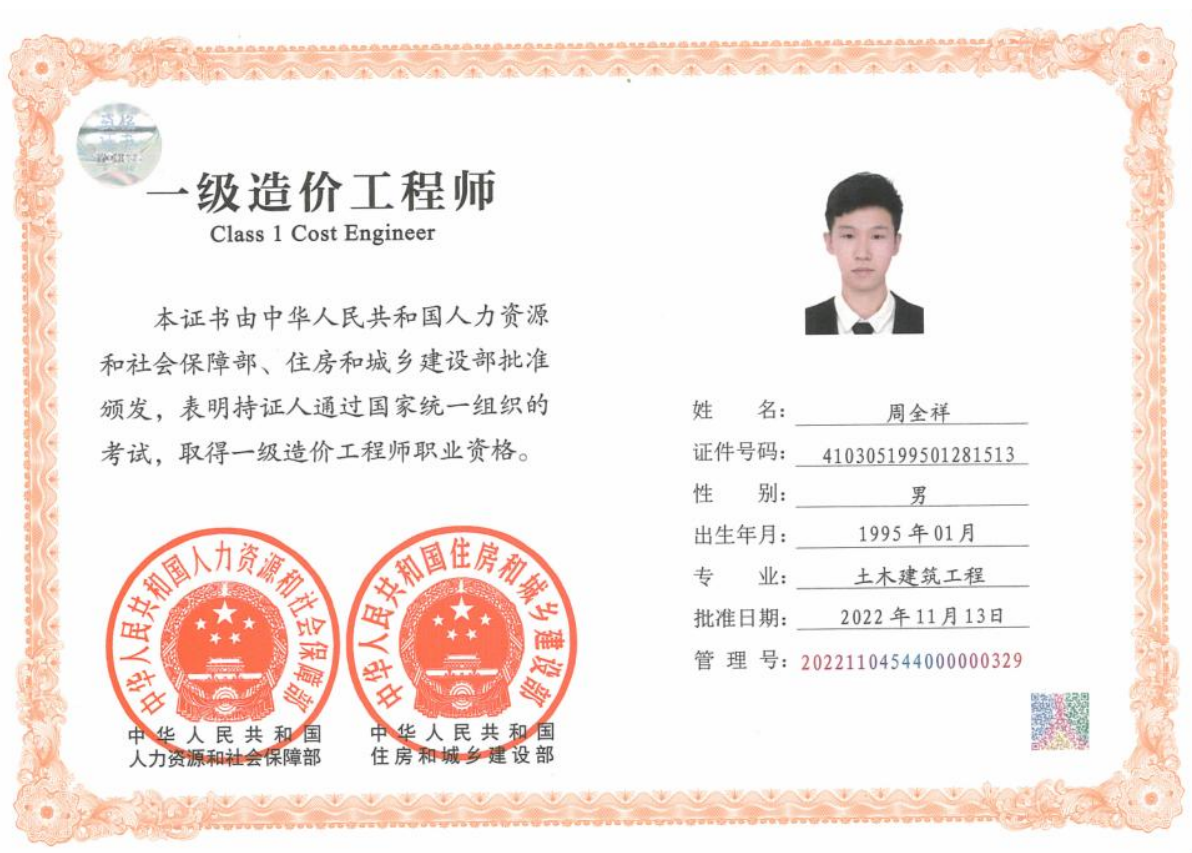 资格
证书
一级造价工程师
Class 1 Cost Engineer
本证书由中华人民共和国人力资源
和社会保障部、住房和城乡建设部批准
颁发，表明持证人通过国家统一组织的
考试，取得一级造价工程师职业资格。
中华人民共和国人力资源和社会保障部
中华人民共和国住房和城乡建设部
中华人民共和国
人力资源和社会保障部
中华人民共和国
住房和城乡建设部
姓名：周全祥
证件号码：410305199501281513
性别：男
出生年月：1995年01月
专业：土木建筑工程
批准日期：2022年11月13日
管理号：20221104544000000329